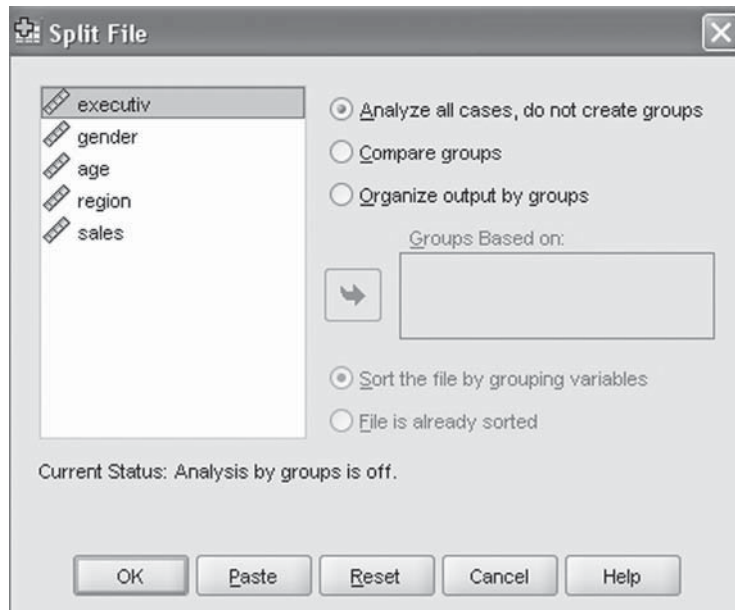 Split File
executiv
gender
age
region
sales
Analyze all cases, do not create groups
Compare groups
Organize output by groups
Groups Based on:
Sort the file by grouping variables
File is already sorted
Current Status: Analysis by groups is off.
OK
Paste
Reset
Cancel
Help